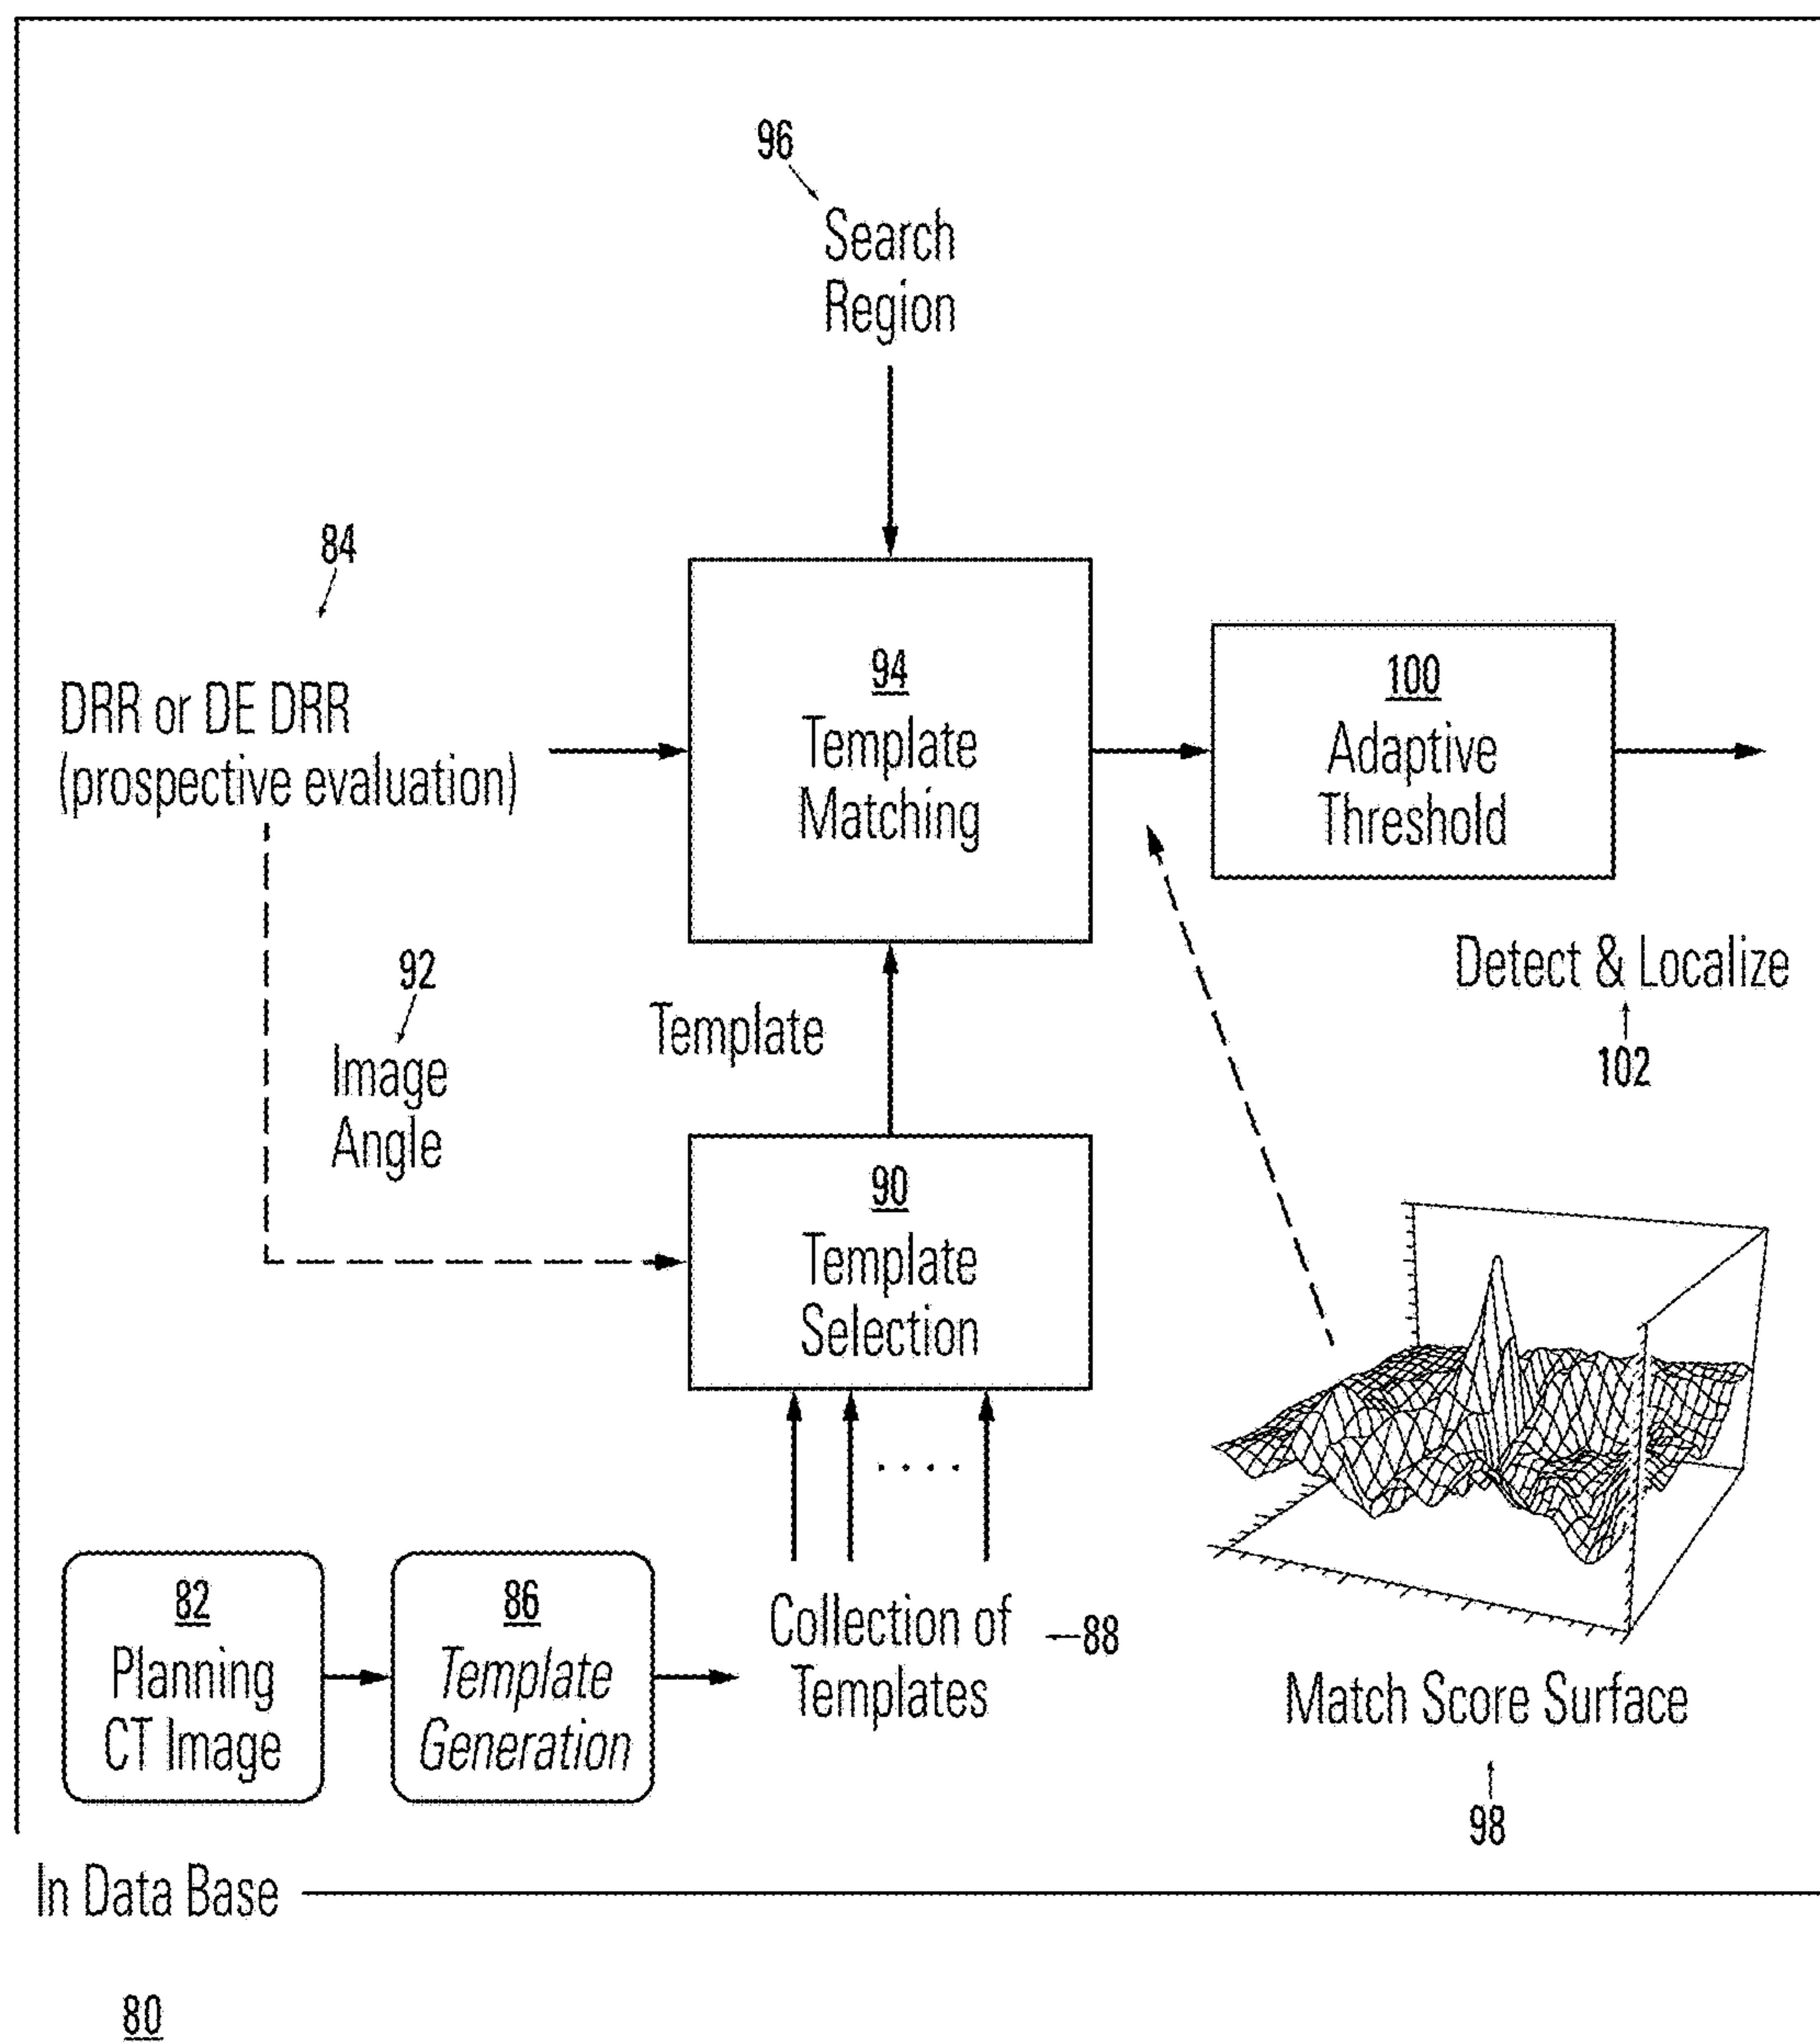 96
Search
Region
84
DRR or DE DRR
(prospective evaluation)
94
Template
Matching
100
Adaptive
Threshold
92
Image
Angle
Template
Detect & Localize
102
90
Template
Selection
82
Planning
CT Image
86
Template
Generation
. . . .
Collection of
Templates
88
Match Score Surface
98
In Data Base
80